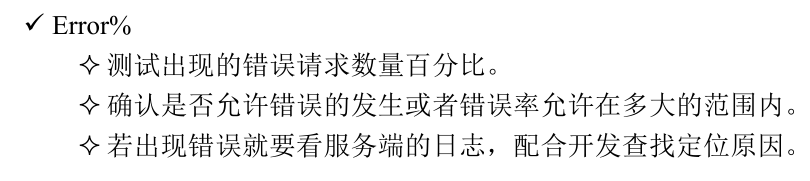 ✓ Error%
✧ 测试出现的错误请求数量百分比。
✧ 确认是否允许错误的发生或者错误率允许在多大的范围内。
✧ 若出现错误就要看服务端的日志，配合开发查找定位原因。